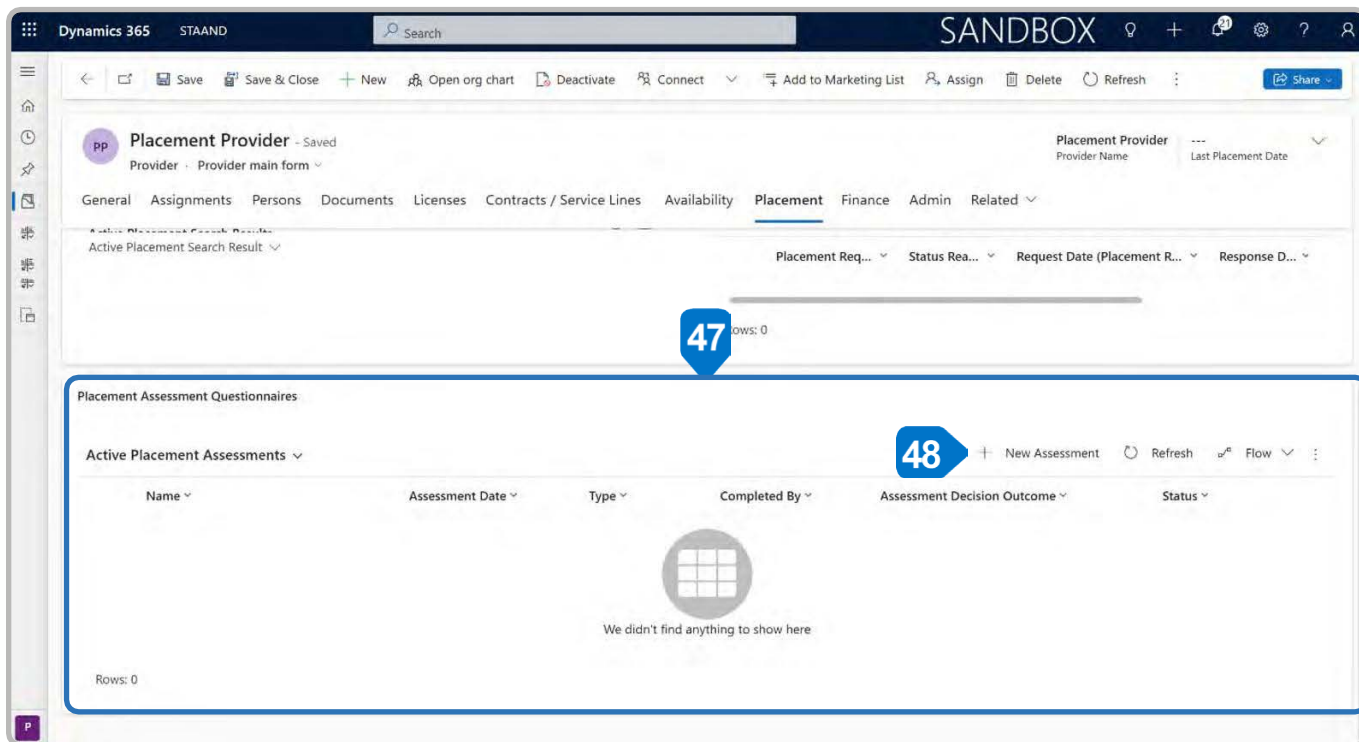 Dynamics 365 STAAND Search SANDBOX 21
Save Save & Close New Open org chart Deactivate Connect Add to Marketing List Assign Delete Refresh Share
PP Placement Provider - Saved
Provider · Provider main form
Placement Provider ---
Provider Name Last Placement Date
General Assignments Persons Documents Licenses Contracts / Service Lines Availability Placement Finance Admin Related
Active Placement Search Results
Active Placement Search Result
Placement Req... Status Rea... Request Date (Placement R... Response D...
ows: 0
47
Placement Assessment Questionnaires
Active Placement Assessments
48
New Assessment Refresh Flow
Name Assessment Date Type Completed By Assessment Decision Outcome Status
We didn't find anything to show here
Rows: 0
P